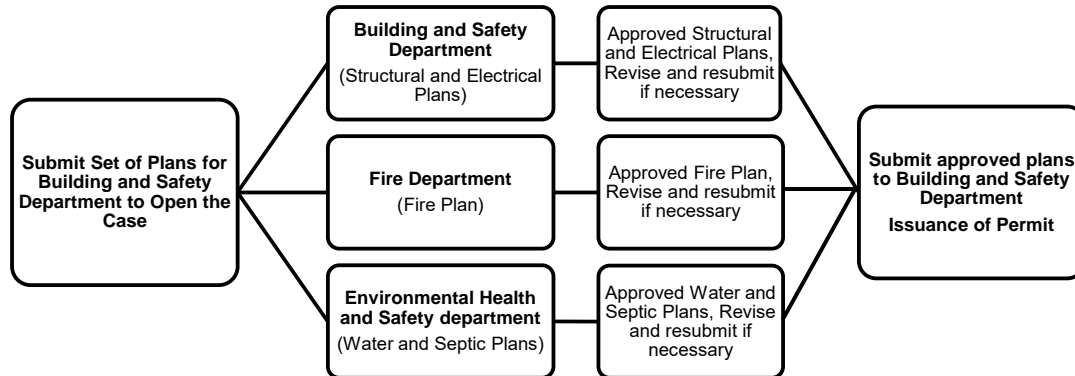 Submit Set of Plans for
Building and Safety
Department to Open the
Case
Building and Safety
Department
(Structural and Electrical
Plans)
Approved Structural
and Electrical Plans,
Revise and resubmit
if necessary
Fire Department
(Fire Plan)
Approved Fire Plan,
Revise and resubmit
if necessary
Environmental Health
and Safety department
(Water and Septic Plans)
Approved Water and
Septic Plans, Revise
and resubmit if
necessary
Submit approved plans
to Building and Safety
Department
Issuance of Permit